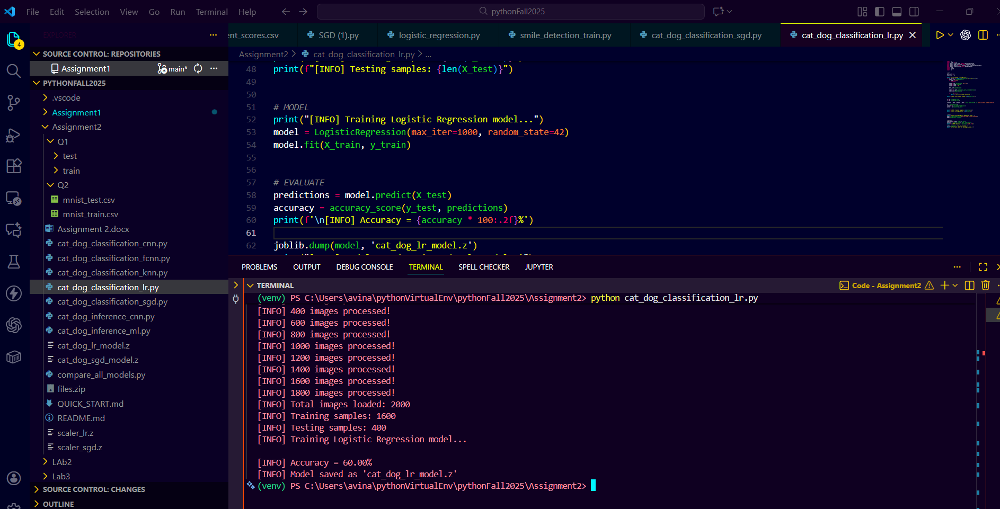 File Edit Selection View Go Run Terminal Help
pythonFall2025
EXPLORER
4
SOURCE CONTROL: REPOSITORIES
Assignment1 main*
PYTHONFALL2025
.vscode
Assignment1
Assignment2
Q1
test
train
Q2
mnist_test.csv
mnist_train.csv
Assignment 2.docx
cat_dog_classification_cnn.py
cat_dog_classification_fcnn.py
cat_dog_classification_knn.py
cat_dog_classification_lr.py
cat_dog_classification_sgd.py
cat_dog_inference_cnn.py
cat_dog_inference_ml.py
cat_dog_lr_model.z
cat_dog_sgd_model.z
compare_all_models.py
files.zip
QUICK_START.md
README.md
scaler_lr.z
scaler_sgd.z
LAb2
Lab3
SOURCE CONTROL: CHANGES
OUTLINE
ent_scores.csv SGD (1).py logistic_regression.py smile_detection_train.py cat_dog_classification_sgd.py cat_dog_classification_lr.py
Assignment2 > cat_dog_classification_lr.py > ...
48 print(f"[INFO] Testing samples: {len(X_test)}")
49
50
51 # MODEL
52 print("[INFO] Training Logistic Regression model...")
53 model = LogisticRegression(max_iter=1000, random_state=42)
54 model.fit(X_train, y_train)
55
56
57 # EVALUATE
58 predictions = model.predict(X_test)
59 accuracy = accuracy_score(y_test, predictions)
60 print(f'\n[INFO] Accuracy = {accuracy * 100:.2f}%')
61
62 joblib.dump(model, 'cat_dog_lr_model.z')
PROBLEMS OUTPUT DEBUG CONSOLE TERMINAL SPELL CHECKER JUPYTER
TERMINAL
Code - Assignment2
(venv) PS C:\Users\avina\pythonVirtualEnv\pythonFall2025\Assignment2> python cat_dog_classification_lr.py
[INFO] 400 images processed!
[INFO] 600 images processed!
[INFO] 800 images processed!
[INFO] 1000 images processed!
[INFO] 1200 images processed!
[INFO] 1400 images processed!
[INFO] 1600 images processed!
[INFO] 1800 images processed!
[INFO] Total images loaded: 2000
[INFO] Training samples: 1600
[INFO] Testing samples: 400
[INFO] Training Logistic Regression model...
[INFO] Accuracy = 60.00%
[INFO] Model saved as 'cat_dog_lr_model.z'
(venv) PS C:\Users\avina\pythonVirtualEnv\pythonFall2025\Assignment2>